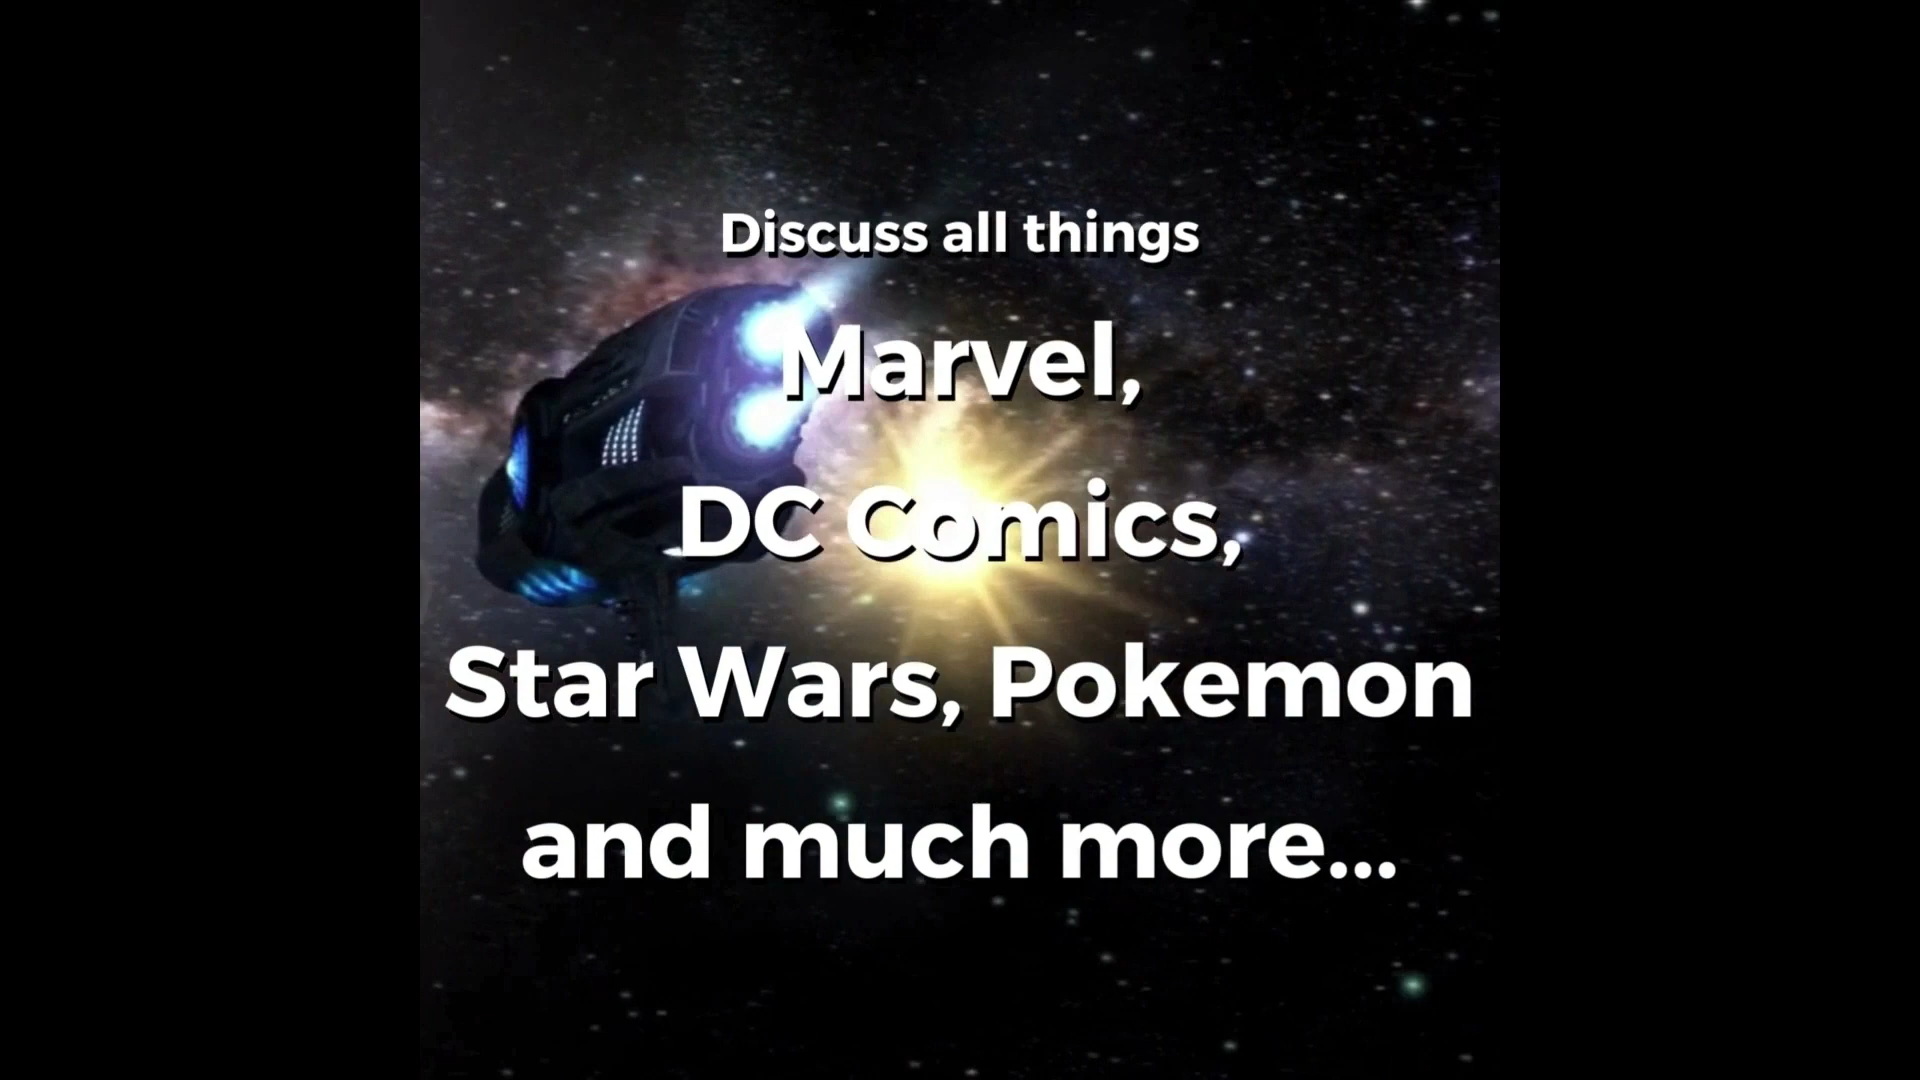 Discuss all things
Marvel,
DC Comics,
Star Wars, Pokemon
and much more...